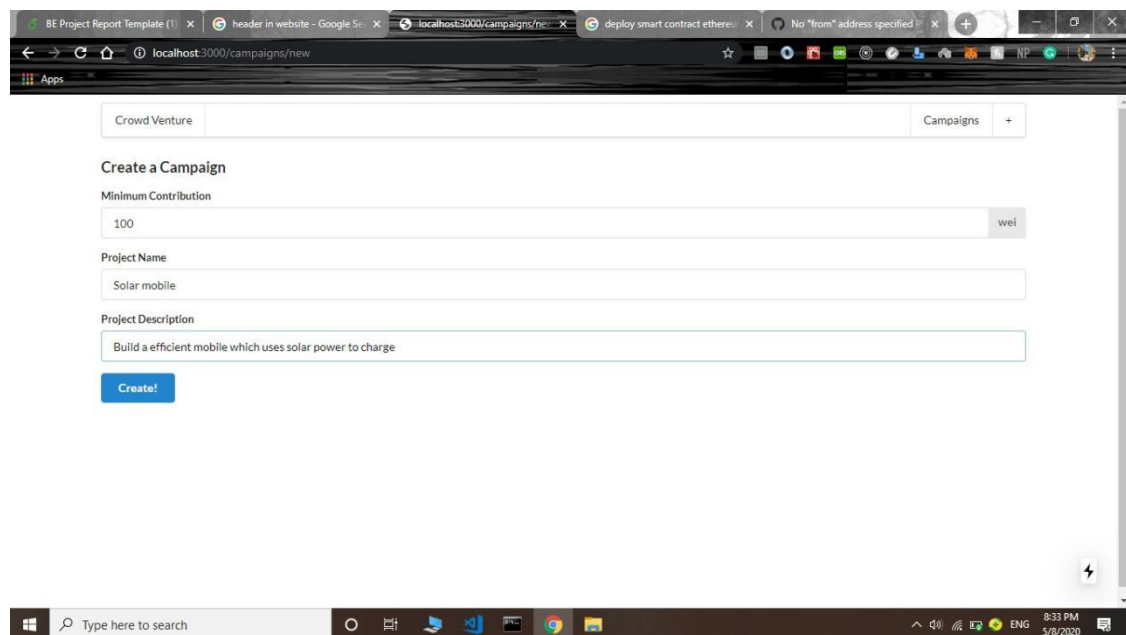 BE Project Report Template (1)
header in website - Google Se
localhost:3000/campaigns/ne
deploy smart contract ethereu
No "from" address specified
localhost:3000/campaigns/new
NP
Apps
Crowd Venture
Campaigns
+
Create a Campaign
Minimum Contribution
100
wei
Project Name
Solar mobile
Project Description
Build a efficient mobile which uses solar power to charge
Create!
Type here to search
ENG
8:33 PM
5/8/2020